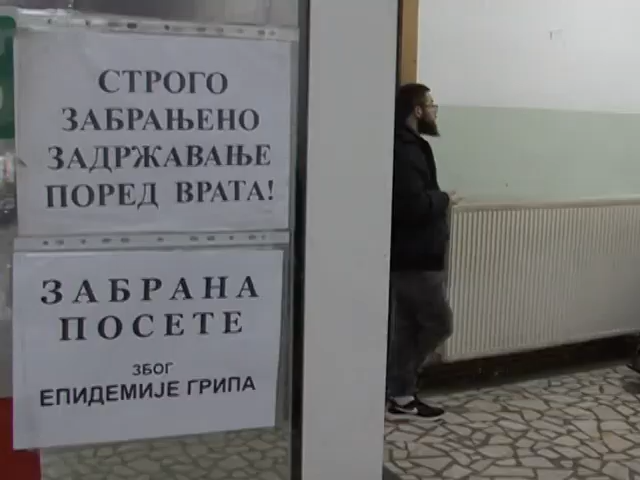 СТРОГО
ЗАБРАЊЕНО
ЗАДРЖАВАЊЕ
ПОРЕД ВРАТА!
ЗАБРАНА
ПОСЕТЕ
ЗБОГ
ЕПИДЕМИЈЕ ГРИПА